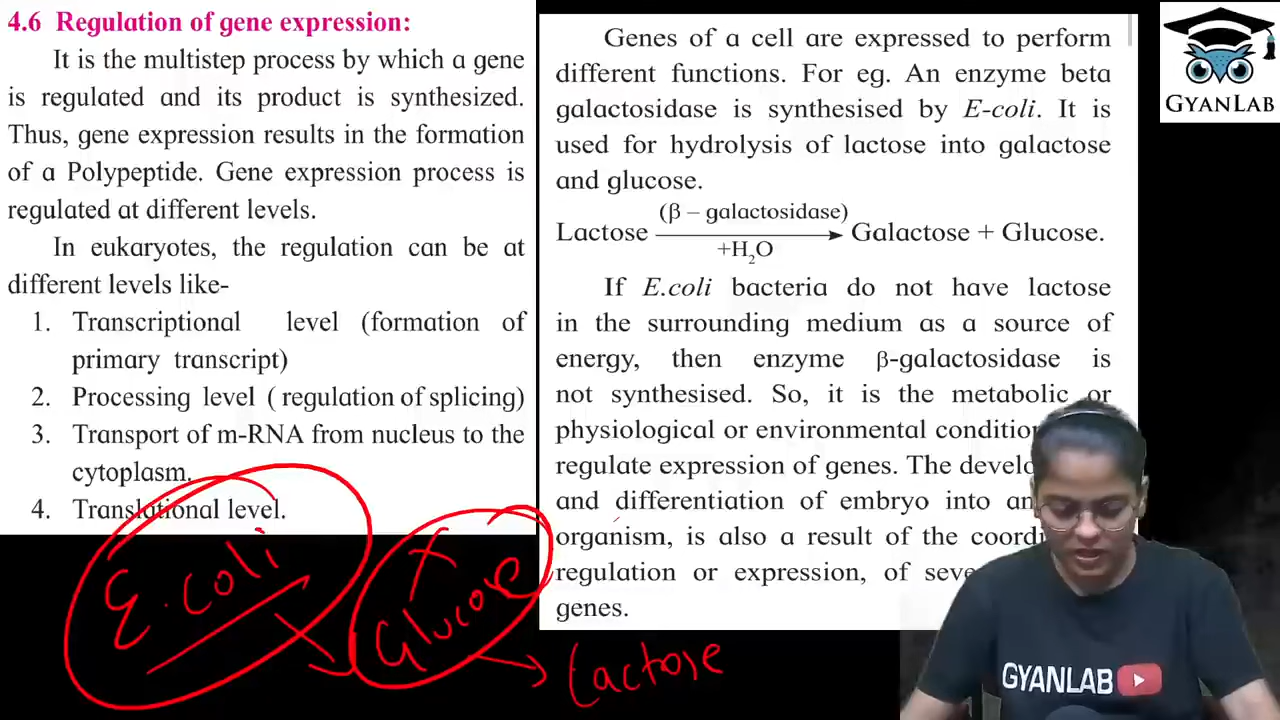 4.6 Regulation of gene expression:
It is the multistep process by which a gene
is regulated and its product is synthesized.
Thus, gene expression results in the formation
of a Polypeptide. Gene expression process is
regulated at different levels.
In eukaryotes, the regulation can be at
different levels like-
1. Transcriptional level (formation of
primary transcript)
2. Processing level ( regulation of splicing)
3. Transport of m-RNA from nucleus to the
cytoplasm.
4. Translational level.
E.coli
Glucose
Lactose
Genes of a cell are expressed to perform
different functions. For eg. An enzyme beta
galactosidase is synthesised by E-coli. It is
used for hydrolysis of lactose into galactose
and glucose.
(β – galactosidase)
Lactose Galactose + Glucose.
+H₂O
If E.coli bacteria do not have lactose
in the surrounding medium as a source of
energy, then enzyme β-galactosidase is
not synthesised. So, it is the metabolic or
physiological or environmental condition
regulate expression of genes. The develo
and differentiation of embryo into an
organism, is also a result of the coord
regulation or expression, of seve
genes.
GYANLAB
GYANLAB